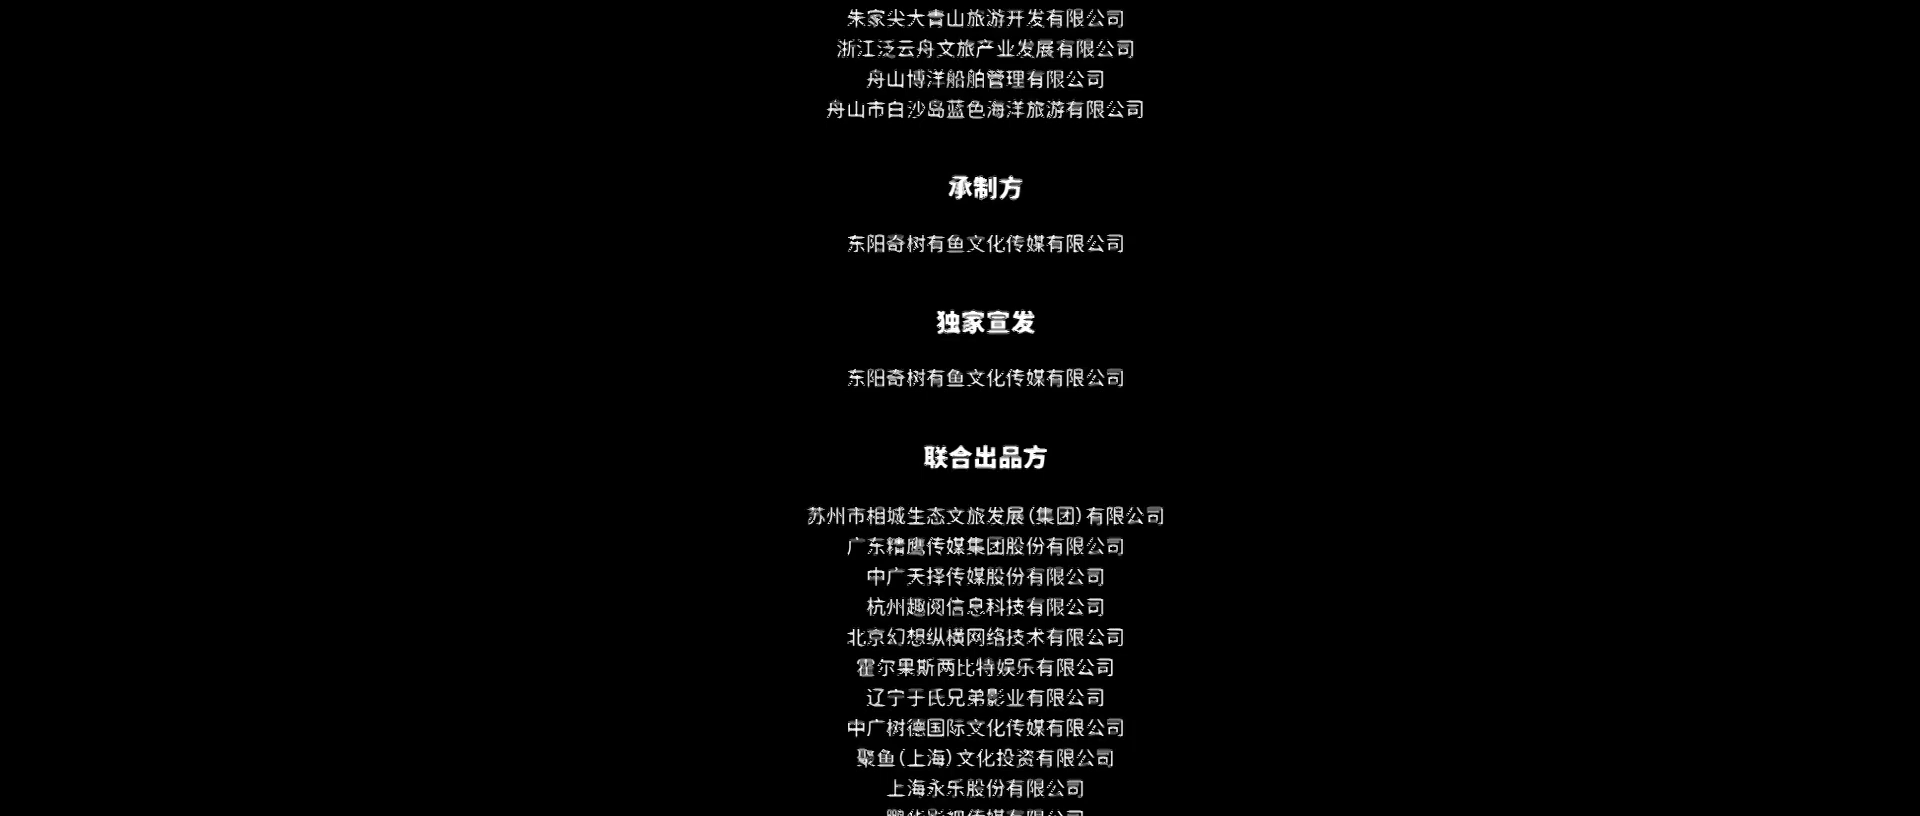 朱家尖大青山旅游开发有限公司
浙江泛云舟文旅产业发展有限公司
舟山博洋船舶管理有限公司
舟山市白沙岛蓝色海洋旅游有限公司
承制方
东阳奇树有鱼文化传媒有限公司
独家宣发
东阳奇树有鱼文化传媒有限公司
联合出品方
苏州市相城生态文旅发展(集团)有限公司
广东精鹰传媒集团股份有限公司
中广天择传媒股份有限公司
杭州趣阅信息科技有限公司
北京幻想纵横网络技术有限公司
霍尔果斯两比特娱乐有限公司
辽宁于氏兄弟影业有限公司
中广树德国际文化传媒有限公司
聚鱼(上海)文化投资有限公司
上海永乐股份有限公司
传媒有限公司